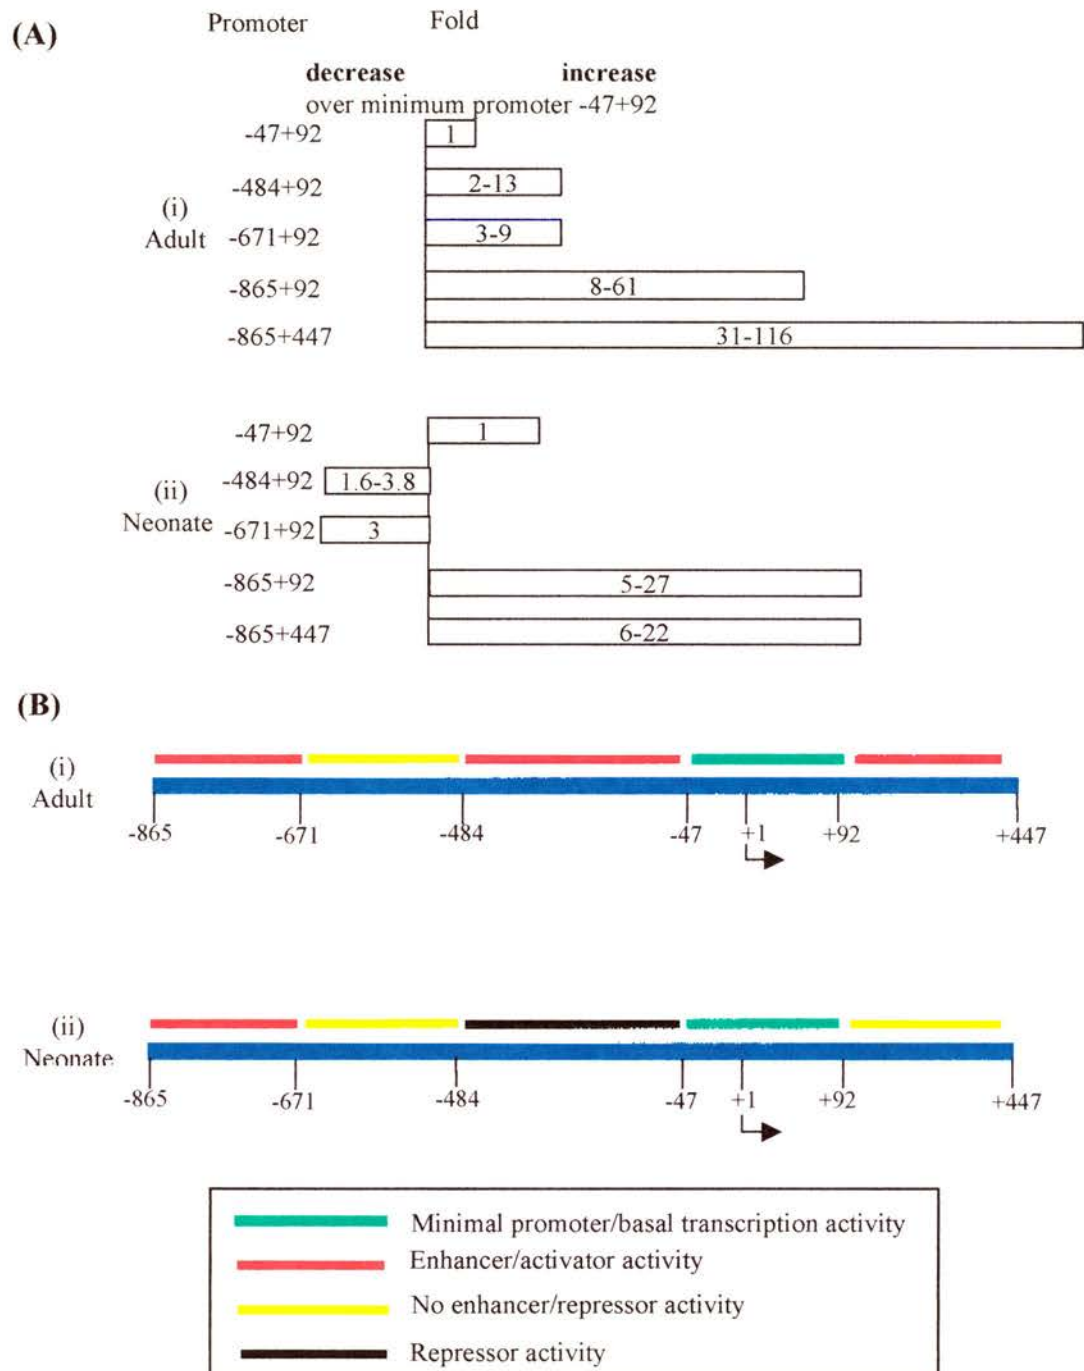 (A)
Promoter Fold
decrease increase
over minimum promoter -47+92
-47+92 1
-484+92 2-13
(i)
Adult
-671+92 3-9
-865+92 8-61
-865+447 31-116
-47+92 1
-484+92 1.6-3.8
(ii)
Neonate
-671+92 3
-865+92 5-27
-865+447 6-22
(B)
(i)
Adult
-865 -671 -484 -47 +1 +92 +447
(ii)
Neonate
-865 -671 -484 -47 +1 +92 +447
Minimal promoter/basal transcription activity
Enhancer/activator activity
No enhancer/repressor activity
Repressor activity